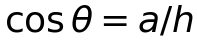 cos θ = a/h